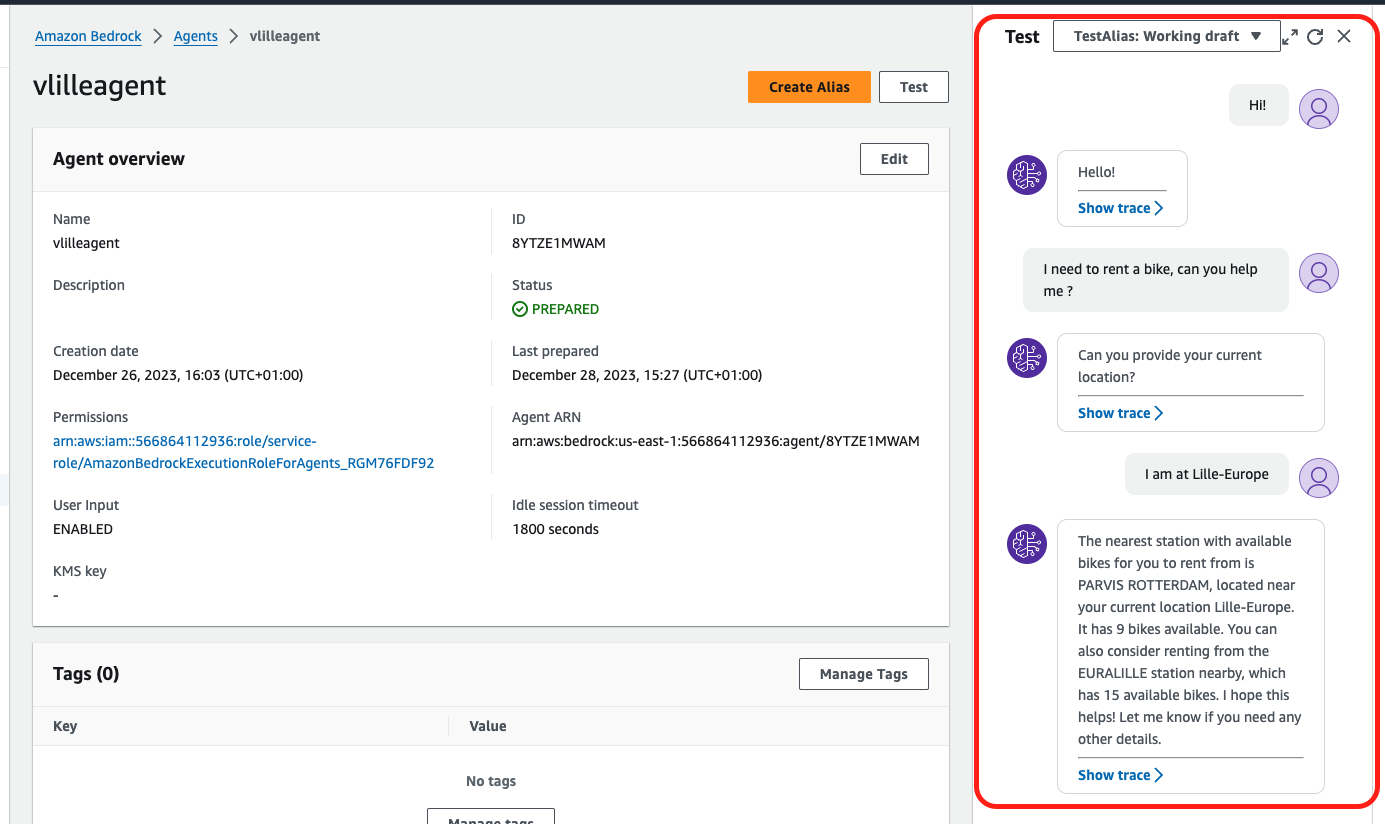 Amazon Bedrock > Agents > vlilleagent
vlilleagent
Create Alias
Test
Agent overview
Edit
Name
vlilleagent
ID
8YTZE1MWAM
Description
Status
PREPARED
Creation date
December 26, 2023, 16:03 (UTC+01:00)
Last prepared
December 28, 2023, 15:27 (UTC+01:00)
Permissions
arn:aws:iam::566864112936:role/service-
role/AmazonBedrockExecutionRoleForAgents_RGM76FDF92
Agent ARN
arn:aws:bedrock:us-east-1:566864112936:agent/8YTZE1MWAM
User Input
ENABLED
Idle session timeout
1800 seconds
KMS key
-
Tags (0)
Manage Tags
Key
Value
No tags
Manage tags
Test
TestAlias: Working draft
Hi!
Hello!
Show trace
I need to rent a bike, can you help
me ?
Can you provide your current
location?
Show trace
I am at Lille-Europe
The nearest station with available
bikes for you to rent from is
PARVIS ROTTERDAM, located near
your current location Lille-Europe.
It has 9 bikes available. You can
also consider renting from the
EURALILLE station nearby, which
has 15 available bikes. I hope this
helps! Let me know if you need any
other details.
Show trace